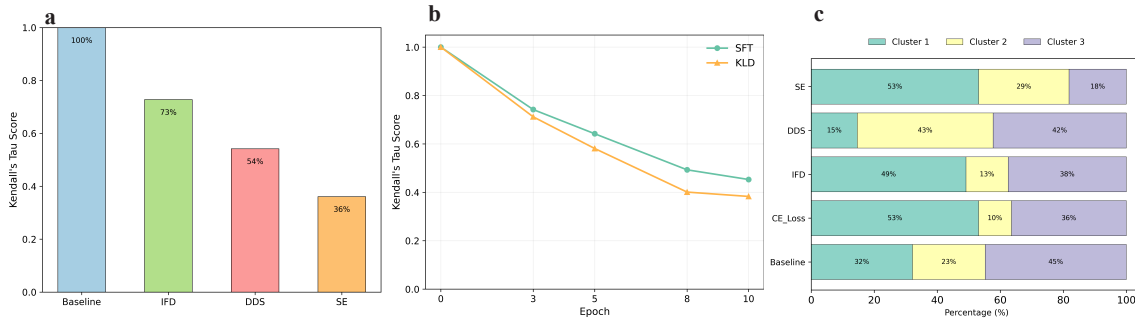 a
Kendall's Tau Score
1.0
0.8
0.6
0.4
0.2
0.0
100%
73%
54%
36%
Baseline IFD DDS SE
b
Kendall's Tau Score
1.0
0.8
0.6
0.4
0.2
0.0
SFT
KLD
0 3 5 8 10
Epoch
c
Cluster 1 Cluster 2 Cluster 3
SE 53% 29% 18%
DDS 15% 43% 42%
IFD 49% 13% 38%
CE_Loss 53% 10% 36%
Baseline 32% 23% 45%
0 20 40 60 80 100
Percentage (%)